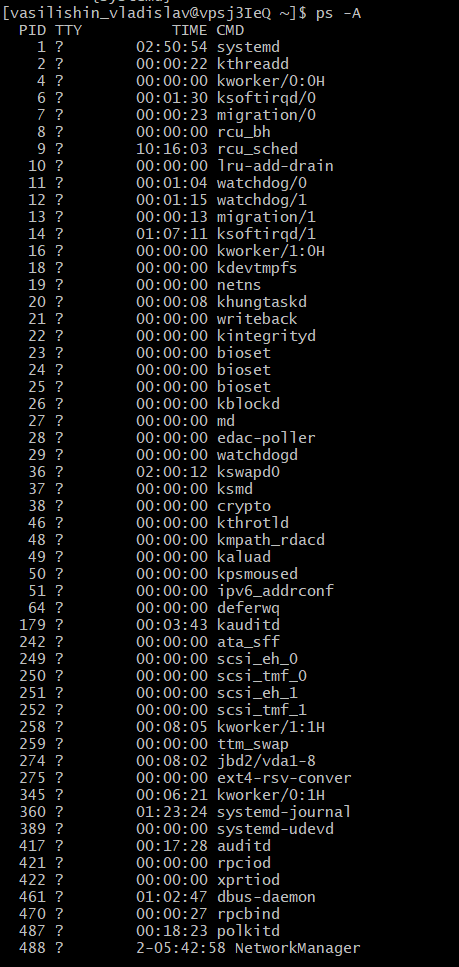 [vasilishin_vladislav@vpsj3IeQ ~]$ ps -A
PID TTY TIME CMD
1 ? 02:50:54 systemd
2 ? 00:00:22 kthreadd
4 ? 00:00:00 kworker/0:0H
6 ? 00:01:30 ksoftirqd/0
7 ? 00:00:23 migration/0
8 ? 00:00:00 rcu_bh
9 ? 10:16:03 rcu_sched
10 ? 00:00:00 lru-add-drain
11 ? 00:01:04 watchdog/0
12 ? 00:01:15 watchdog/1
13 ? 00:00:13 migration/1
14 ? 01:07:11 ksoftirqd/1
16 ? 00:00:00 kworker/1:0H
18 ? 00:00:00 kdevtmpfs
19 ? 00:00:00 netns
20 ? 00:00:08 khungtaskd
21 ? 00:00:00 writeback
22 ? 00:00:00 kintegrityd
23 ? 00:00:00 bioset
24 ? 00:00:00 bioset
25 ? 00:00:00 bioset
26 ? 00:00:00 kblockd
27 ? 00:00:00 md
28 ? 00:00:00 edac-poller
29 ? 00:00:00 watchdogd
36 ? 02:00:12 kswapd0
37 ? 00:00:00 ksmd
38 ? 00:00:00 crypto
46 ? 00:00:00 kthrotld
48 ? 00:00:00 kmpath_rdacd
49 ? 00:00:00 kaluad
50 ? 00:00:00 kpsmoused
51 ? 00:00:00 ipv6_addrconf
64 ? 00:00:00 deferwq
179 ? 00:03:43 kauditd
242 ? 00:00:00 ata_sff
249 ? 00:00:00 scsi_eh_0
250 ? 00:00:00 scsi_tmf_0
251 ? 00:00:00 scsi_eh_1
252 ? 00:00:00 scsi_tmf_1
258 ? 00:08:05 kworker/1:1H
259 ? 00:00:00 ttm_swap
274 ? 00:08:02 jbd2/vda1-8
275 ? 00:00:00 ext4-rsv-conver
345 ? 00:06:21 kworker/0:1H
360 ? 01:23:24 systemd-journal
389 ? 00:00:00 systemd-udevd
417 ? 00:17:28 auditd
421 ? 00:00:00 rpciod
422 ? 00:00:00 xprtiod
461 ? 01:02:47 dbus-daemon
470 ? 00:00:27 rpcbind
487 ? 00:18:23 polkitd
488 ? 2-05:42:58 NetworkManager